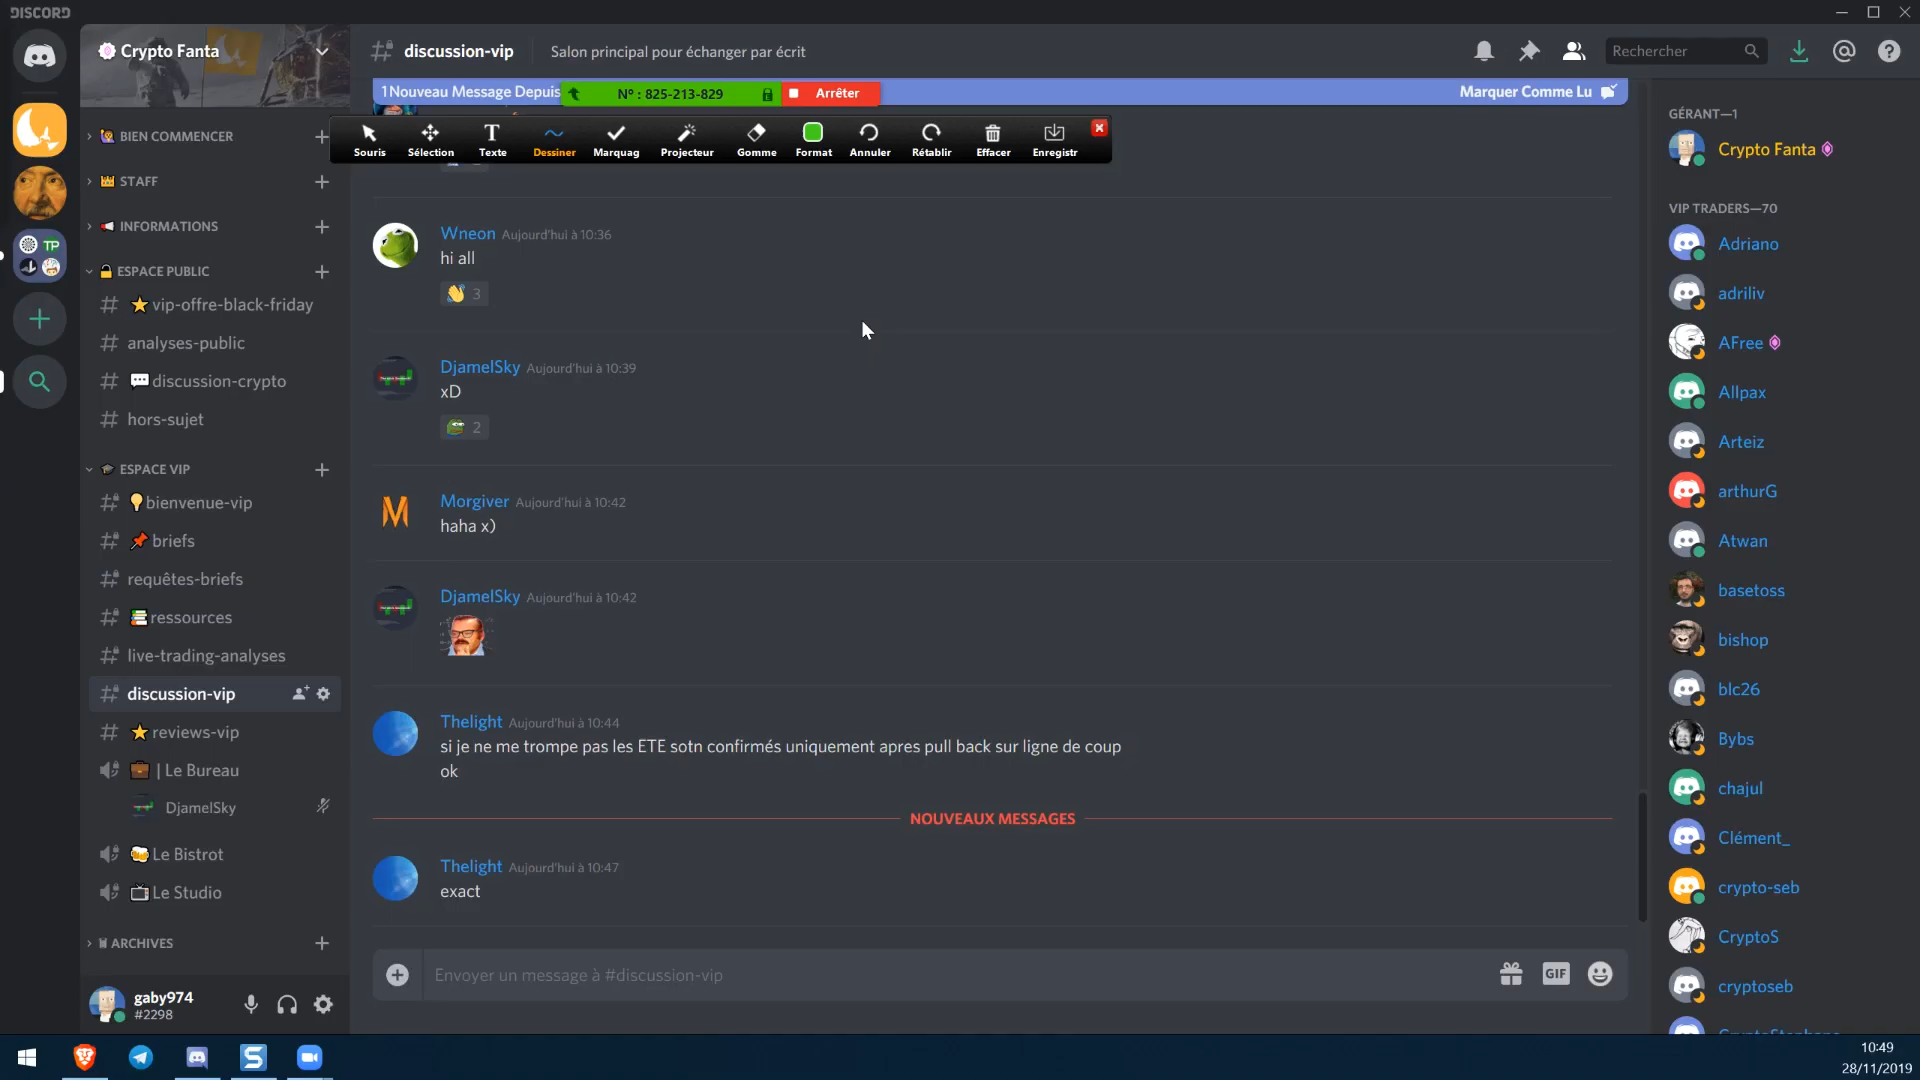 DISCORD
Crypto Fanta
discussion-vip
Salon principal pour échanger par écrit
Rechercher
1 Nouveau Message Depuis
N° : 825-213-829
Arrêter
Marquer Comme Lu
Souris
Sélection
Texte
Dessiner
Marquag
Projecteur
Gomme
Format
Annuler
Rétablir
Effacer
Enregistr
BIEN COMMENCER
STAFF
INFORMATIONS
ESPACE PUBLIC
vip-offre-black-friday
analyses-public
discussion-crypto
hors-sujet
ESPACE VIP
bienvenue-vip
briefs
requêtes-briefs
ressources
live-trading-analyses
discussion-vip
reviews-vip
| Le Bureau
DjamelSky
Le Bistrot
Le Studio
ARCHIVES
gaby974
#2298
Wneon Aujourd'hui à 10:36
hi all
3
DjamelSky Aujourd'hui à 10:39
xD
2
Morgiver Aujourd'hui à 10:42
haha x)
DjamelSky Aujourd'hui à 10:42
Thelight Aujourd'hui à 10:44
si je ne me trompe pas les ETE sotn confirmés uniquement apres pull back sur ligne de coup
ok
NOUVEAUX MESSAGES
Thelight Aujourd'hui à 10:47
exact
Envoyer un message à #discussion-vip
GIF
GÉRANT—1
Crypto Fanta
VIP TRADERS—70
Adriano
adriliv
AFree
Allpax
Arteiz
arthurG
Atwan
basetoss
bishop
blc26
Bybs
chajul
Clément_
crypto-seb
CryptoS
cryptoseb
10:49
28/11/2019